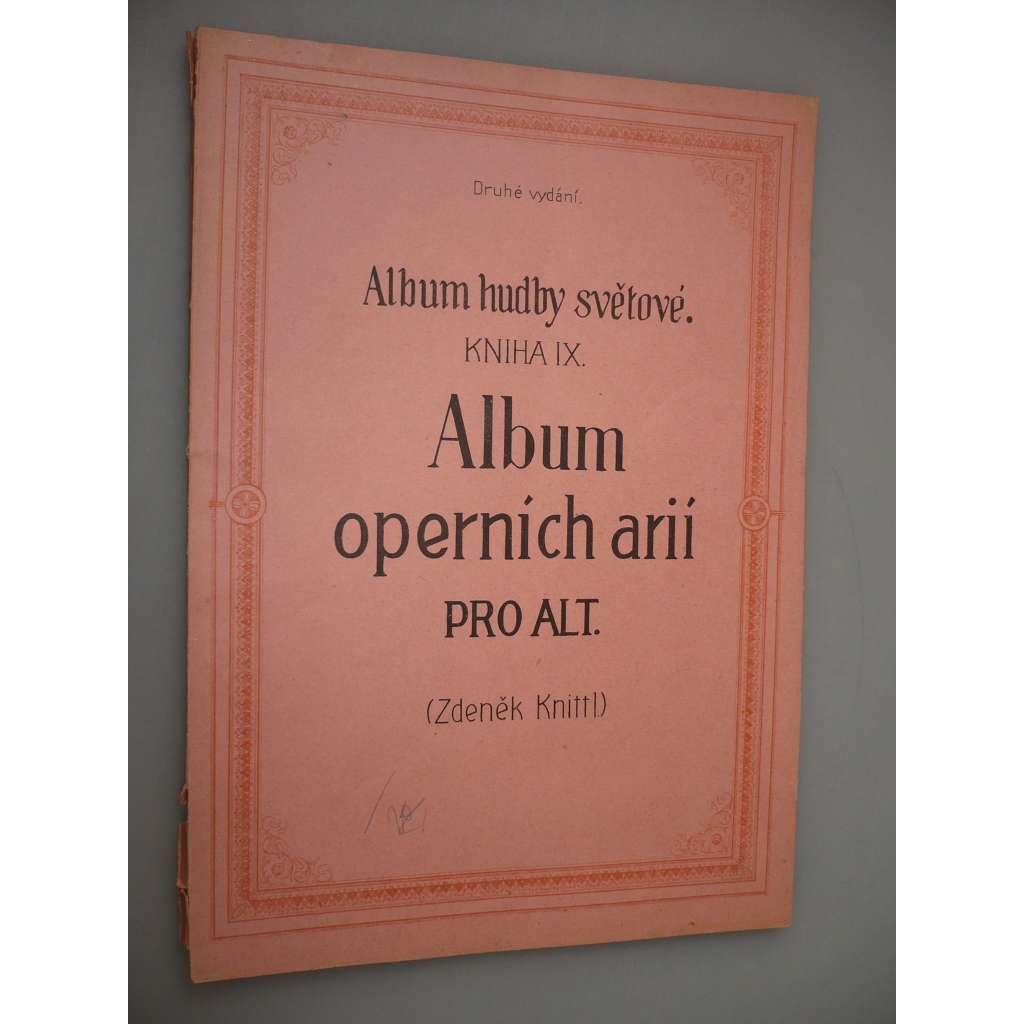 Druhé vydání.
Album hudby světové.
KNIHA IX.
Album
operních arií
PRO ALT.
(Zdeněk Knittl.)